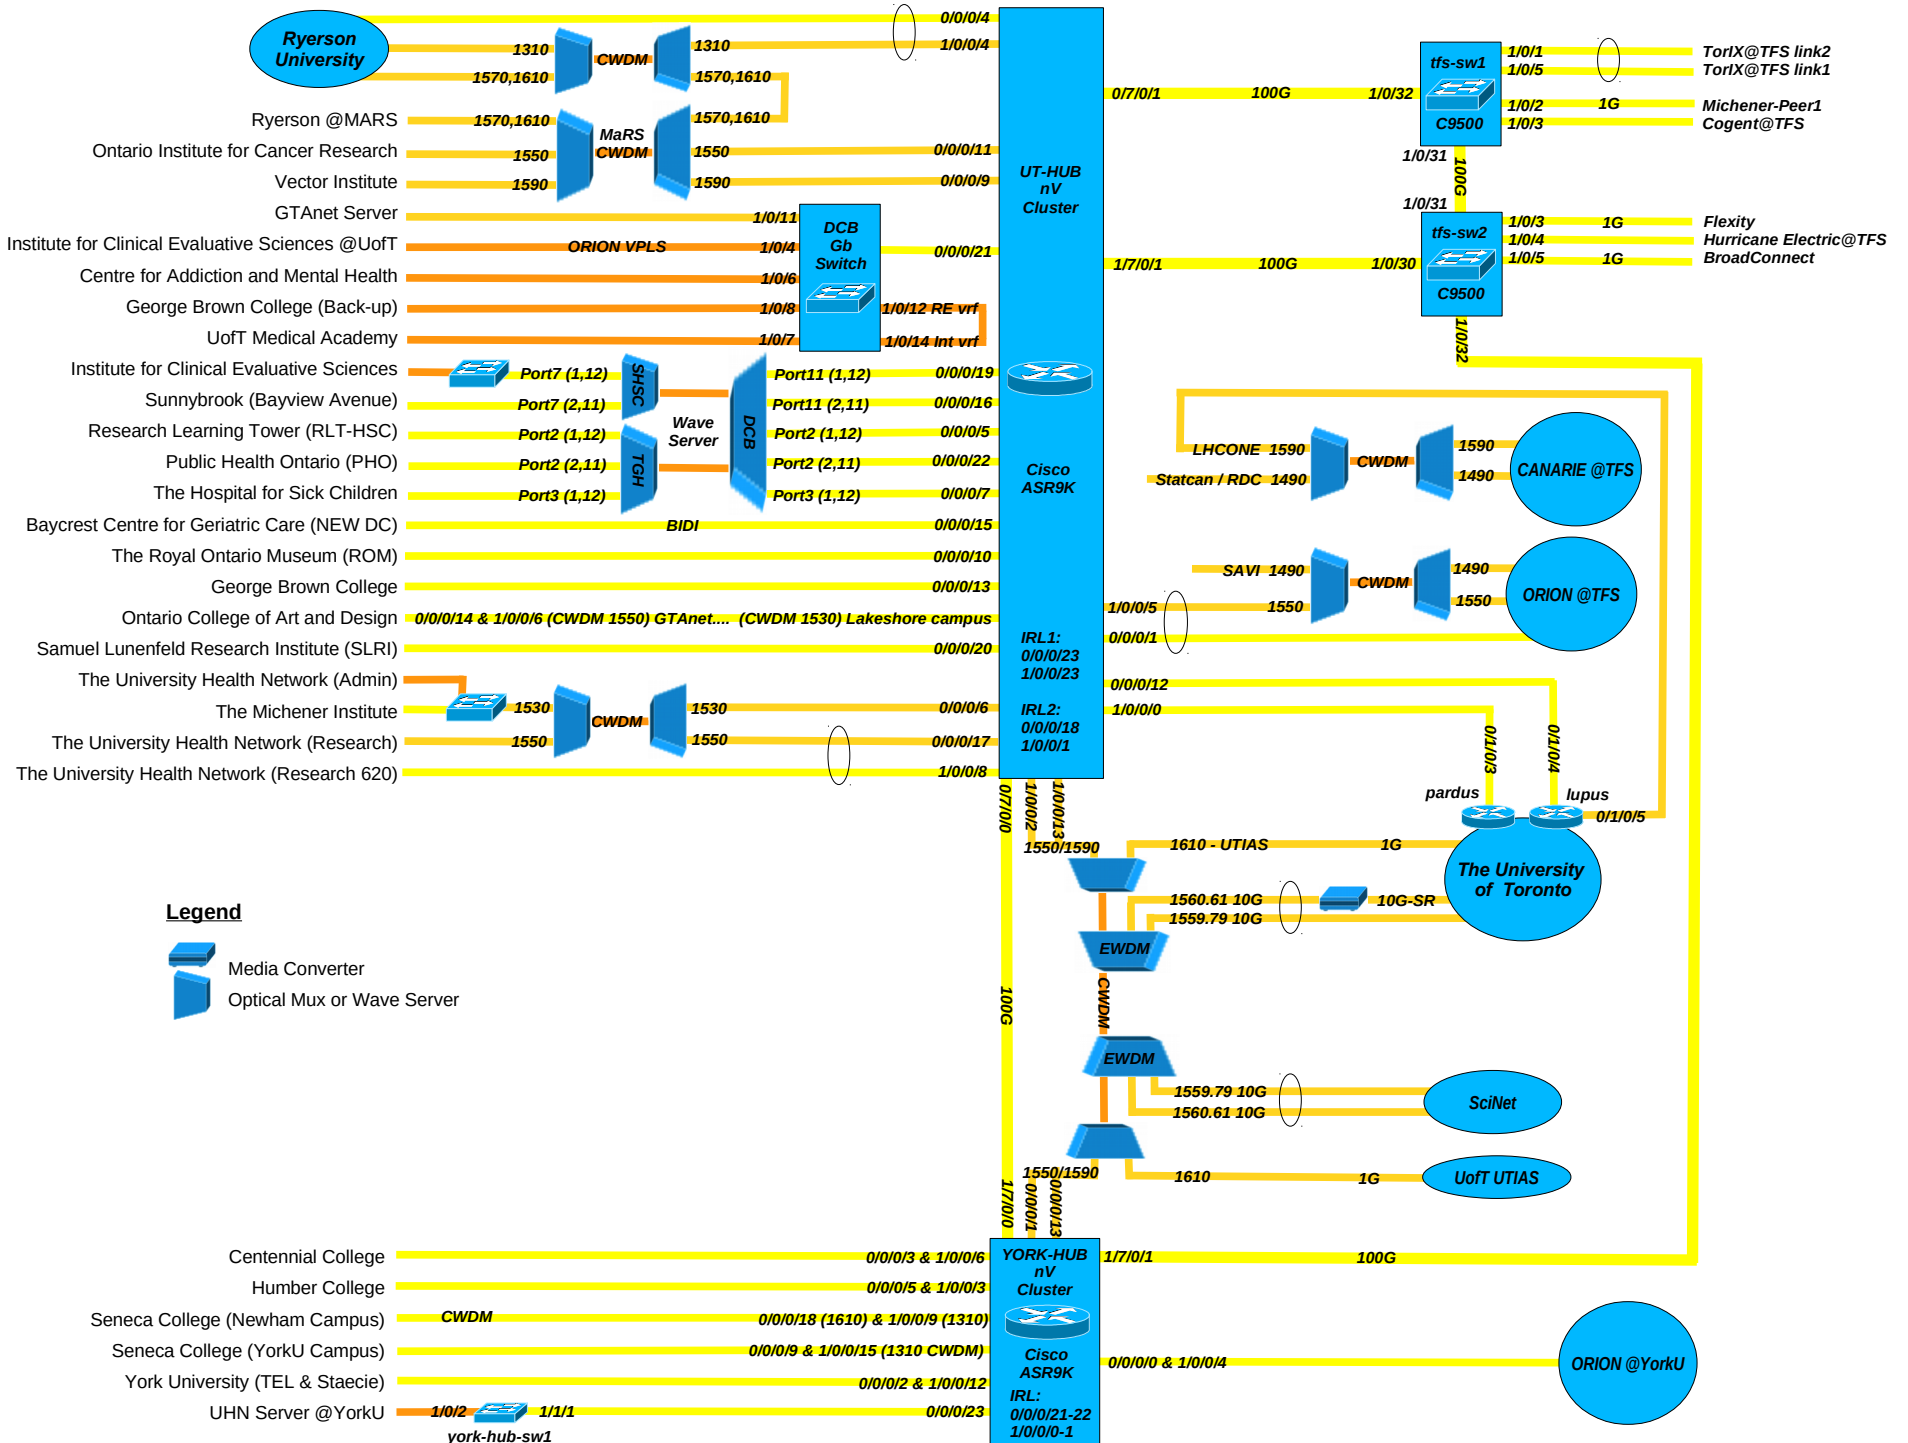 Ryerson
University
1310
1570,1610
CWDM
1310
1570,1610
0/0/0/4
1/0/0/4
Ryerson @MARS
1570,1610
MaRS
CWDM
1570,1610
Ontario Institute for Cancer Research
1550
1550
0/0/0/11
Vector Institute
1590
1590
0/0/0/9
GTAnet Server
1/0/11
Institute for Clinical Evaluative Sciences @UofT
ORION VPLS
1/0/4
Centre for Addiction and Mental Health
1/0/6
George Brown College (Back-up)
1/0/8
UofT Medical Academy
1/0/7
DCB
Gb
Switch
0/0/0/21
1/0/12 RE vrf
1/0/14 Int vrf
Institute for Clinical Evaluative Sciences
Port7 (1,12)
Port11 (1,12)
0/0/0/19
Sunnybrook (Bayview Avenue)
Port7 (2,11)
Port11 (2,11)
0/0/0/16
Research Learning Tower (RLT-HSC)
Port2 (1,12)
Port2 (1,12)
0/0/0/5
Public Health Ontario (PHO)
Port2 (2,11)
Port2 (2,11)
0/0/0/22
The Hospital for Sick Children
Port3 (1,12)
Port3 (1,12)
0/0/0/7
SHSC
TGH
Wave
Server
DCB
Baycrest Centre for Geriatric Care (NEW DC)
BIDI
0/0/0/15
The Royal Ontario Museum (ROM)
0/0/0/10
George Brown College
0/0/0/13
Ontario College of Art and Design
0/0/0/14 & 1/0/0/6 (CWDM 1550) GTAnet.... (CWDM 1530) Lakeshore campus
Samuel Lunenfeld Research Institute (SLRI)
0/0/0/20
The University Health Network (Admin)
The Michener Institute
1530
CWDM
1530
0/0/0/6
The University Health Network (Research)
1550
1550
0/0/0/17
The University Health Network (Research 620)
1/0/0/8
UT-HUB
nV
Cluster
Cisco
ASR9K
IRL1:
0/0/0/23
1/0/0/23
IRL2:
0/0/0/18
1/0/0/1
0/7/0/1
100G
1/0/32
tfs-sw1
C9500
1/0/1
TorIX@TFS link2
1/0/5
TorIX@TFS link1
1/0/2
1G
Michener-Peer1
1/0/3
Cogent@TFS
1/0/31
100G
1/0/31
1/7/0/1
100G
1/0/30
tfs-sw2
C9500
1/0/3
1G
Flexity
1/0/4
Hurricane Electric@TFS
1/0/5
1G
BroadConnect
1/0/32
LHCONE 1590
Statcan / RDC 1490
CWDM
1590
1490
CANARIE @TFS
SAVI 1490
1550
CWDM
1490
1550
ORION @TFS
1/0/0/5
0/0/0/1
0/0/0/12
1/0/0/0
0/1/0/3
0/1/0/4
pardus
lupus
0/1/0/5
The University
of Toronto
0/7/0/0
1/0/0/2
1/0/0/13
1550/1590
1610 - UTIAS
1G
1560.61 10G
10G-SR
1559.79 10G
EWDM
CWDM
EWDM
1559.79 10G
1560.61 10G
SciNet
1550/1590
1610
1G
UofT UTIAS
100G
1/7/0/0
0/0/0/1
0/0/0/13
Legend
Media Converter
Optical Mux or Wave Server
Centennial College
0/0/0/3 & 1/0/0/6
Humber College
0/0/0/5 & 1/0/0/3
Seneca College (Newham Campus)
CWDM
0/0/0/18 (1610) & 1/0/0/9 (1310)
Seneca College (YorkU Campus)
0/0/0/9 & 1/0/0/15 (1310 CWDM)
York University (TEL & Staecie)
0/0/0/2 & 1/0/0/12
UHN Server @YorkU
1/0/2
1/1/1
0/0/0/23
york-hub-sw1
YORK-HUB
nV
Cluster
Cisco
ASR9K
IRL:
0/0/0/21-22
1/0/0/0-1
1/7/0/1
100G
0/0/0/0 & 1/0/0/4
ORION @YorkU